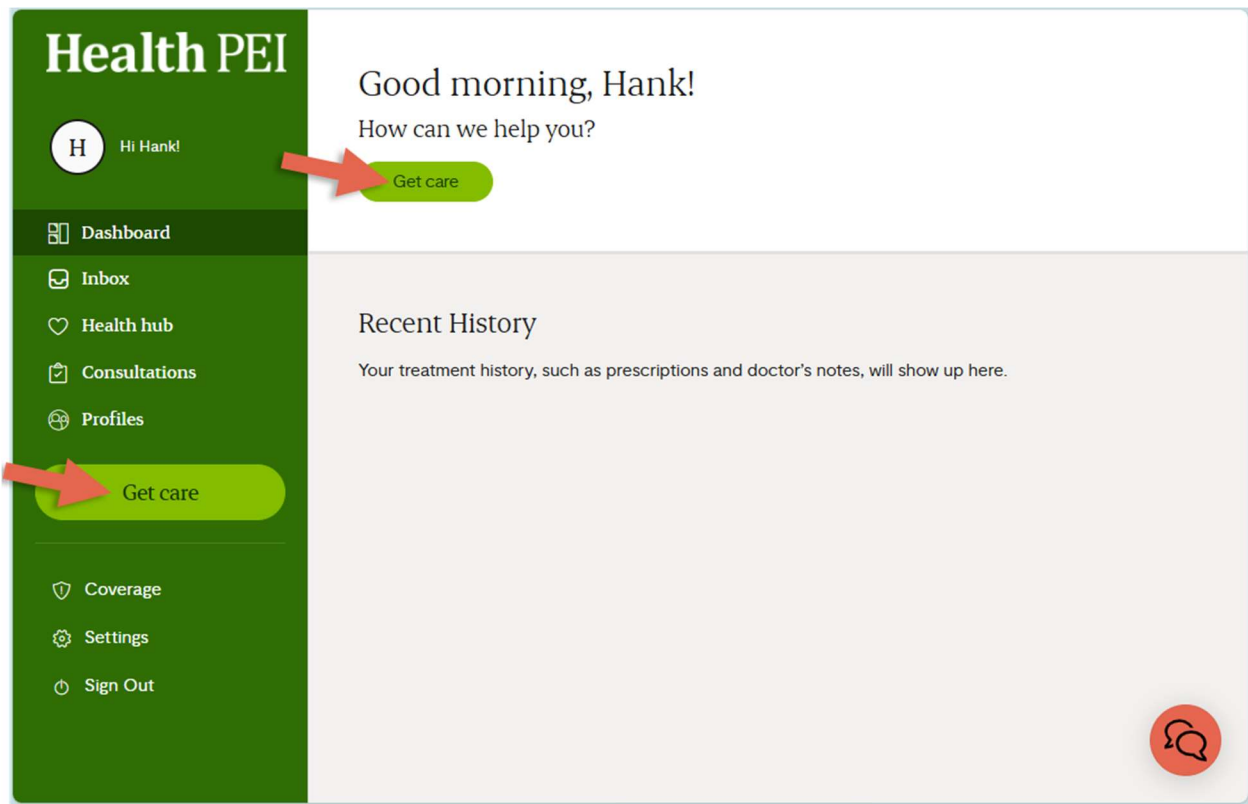 Health PEI
H
Hi Hank!
Dashboard
Inbox
Health hub
Consultations
Profiles
Get care
Coverage
Settings
Sign Out
Good morning, Hank!
How can we help you?
Get care
Recent History
Your treatment history, such as prescriptions and doctor's notes, will show up here.